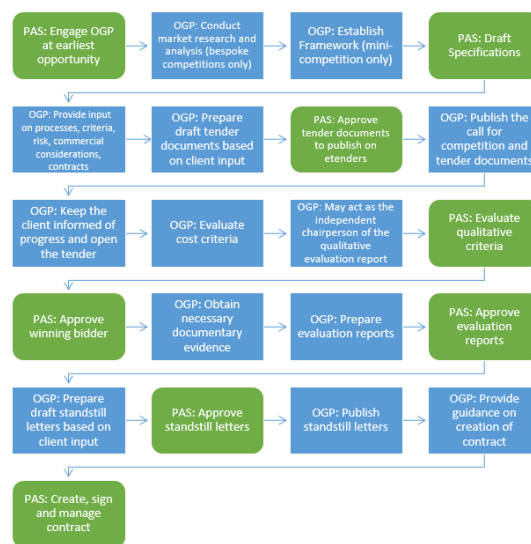 PAS: Engage OGP
at earliest
opportunity
OGP: Conduct
market research
and analysis
(bespoke
competitions only)
OGP: Establish
Framework (mini-
competition only)
PAS: Draft
Specifications
OGP: Provide input
on processes, criteria,
risk, commercial
considerations,
contracts
OGP: Prepare
draft tender
documents based
on client input
PAS: Approve
tender documents
to publish on
etenders
OGP: Publish the
call for
competition and
tender documents
OGP: Keep the
client informed of
progress and open
the tender
OGP: Evaluate
cost criteria
OGP: May act as the
independent
chairperson of the
qualitative
evaluation report
PAS: Evaluate
qualitative
criteria
PAS: Approve
winning bidder
OGP: Obtain
necessary
documentary
evidence
OGP: Prepare
evaluation reports
PAS: Approve
evaluation
reports
OGP: Prepare
draft standstill
letters based on
client input
PAS: Approve
standstill letters
OGP: Publish
standstill letters
OGP: Provide
guidance on
creation of
contract
PAS: Create, sign
and manage
contract